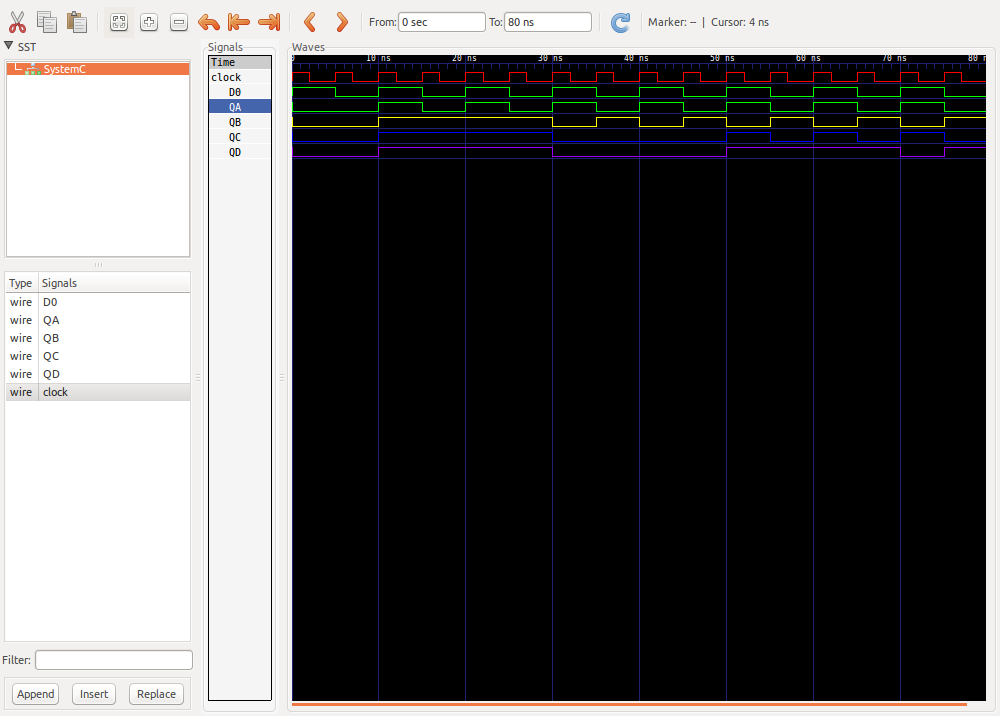 From: 0 sec To: 80 ns Marker: -- | Cursor: 4 ns
SST
SystemC
Type Signals
wire D0
wire QA
wire QB
wire QC
wire QD
wire clock
Filter:
Append Insert Replace
Signals
Time
clock
D0
QA
QB
QC
QD
Waves
0 10 ns 20 ns 30 ns 40 ns 50 ns 60 ns 70 ns 80 n